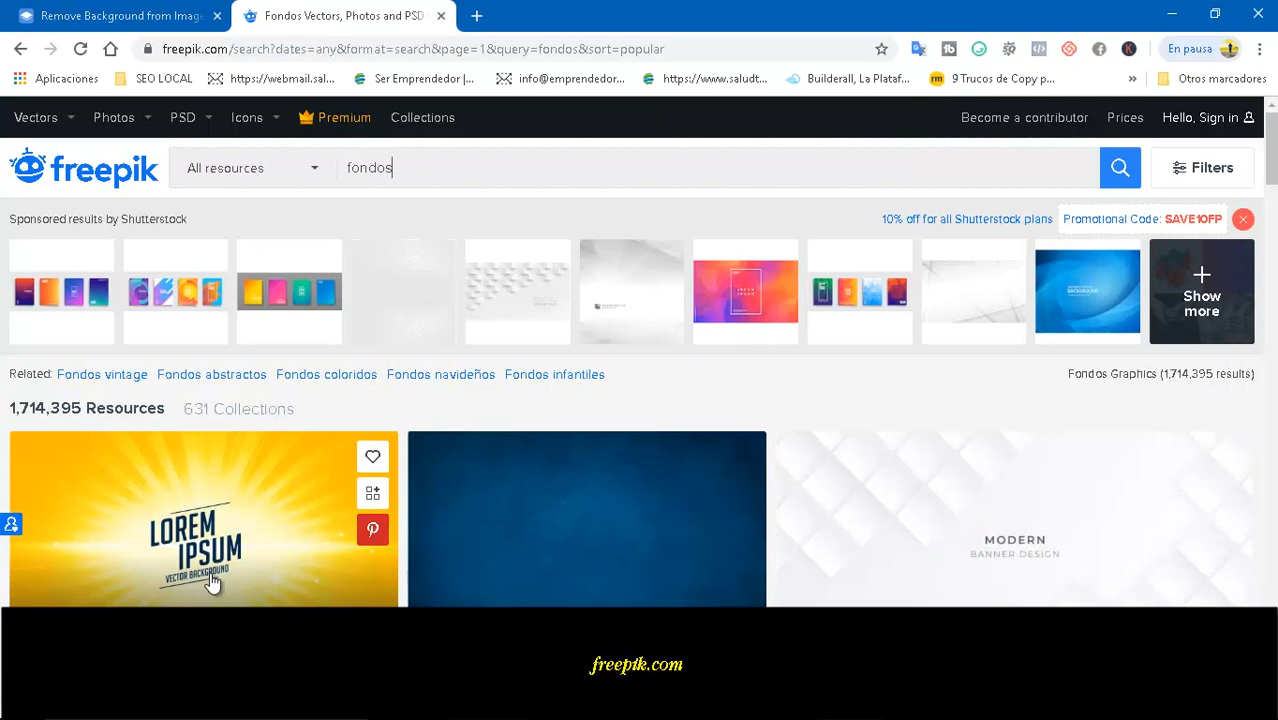 Remove Background from Image
Fondos Vectors, Photos and PSD
freepik.com/search?dates=any&format=search&page=1&query=fondos&sort=popular
En pausa
Aplicaciones
SEO LOCAL
https://webmail.sal...
Ser Emprendedor |...
info@emprendedor...
https://www.saludt...
Builderall, La Plataf...
9 Trucos de Copy p...
Otros marcadores
Vectors
Photos
PSD
Icons
Premium
Collections
Become a contributor
Prices
Hello, Sign in
freepik
All resources
fondos
Filters
Sponsored results by Shutterstock
10% off for all Shutterstock plans
Promotional Code: SAVE10FP
Show
more
Related: Fondos vintage Fondos abstractos Fondos coloridos Fondos navideños Fondos infantiles
Fondos Graphics (1,714,395 results)
1,714,395 Resources 631 Collections
LOREM
IPSUM
VECTOR BACKGROUND
MODERN
BANNER DESIGN
freepik.com